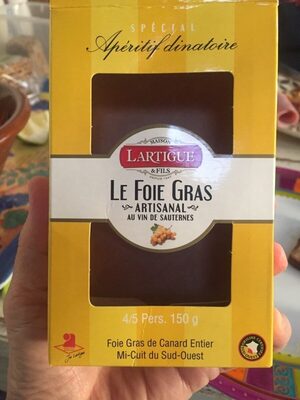 SPÉCIAL
Apéritif dînatoire
MAISON
LARTIGUE
& FILS
LE FOIE GRAS
ARTISANAL
AU VIN DE SAUTERNES
4/5 Pers. 150 g
Foie Gras de Canard Entier
Mi-Cuit du Sud-Ouest